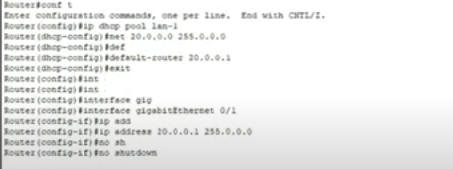 Router#conf t
Enter configuration commands, one per line. End with CNTL/Z.
Router(config)#ip dhcp pool lan-1
Router(dhcp-config)#net 20.0.0.0 255.0.0.0
Router(dhcp-config)#def
Router(dhcp-config)#default-router 20.0.0.1
Router(dhcp-config)#exit
Router(config)#int
Router(config)#int
Router(config)#interface gig
Router(config)#interface gigabitEthernet 0/1
Router(config-if)#ip add
Router(config-if)#ip address 20.0.0.1 255.0.0.0
Router(config-if)#no sh
Router(config-if)#no shutdown